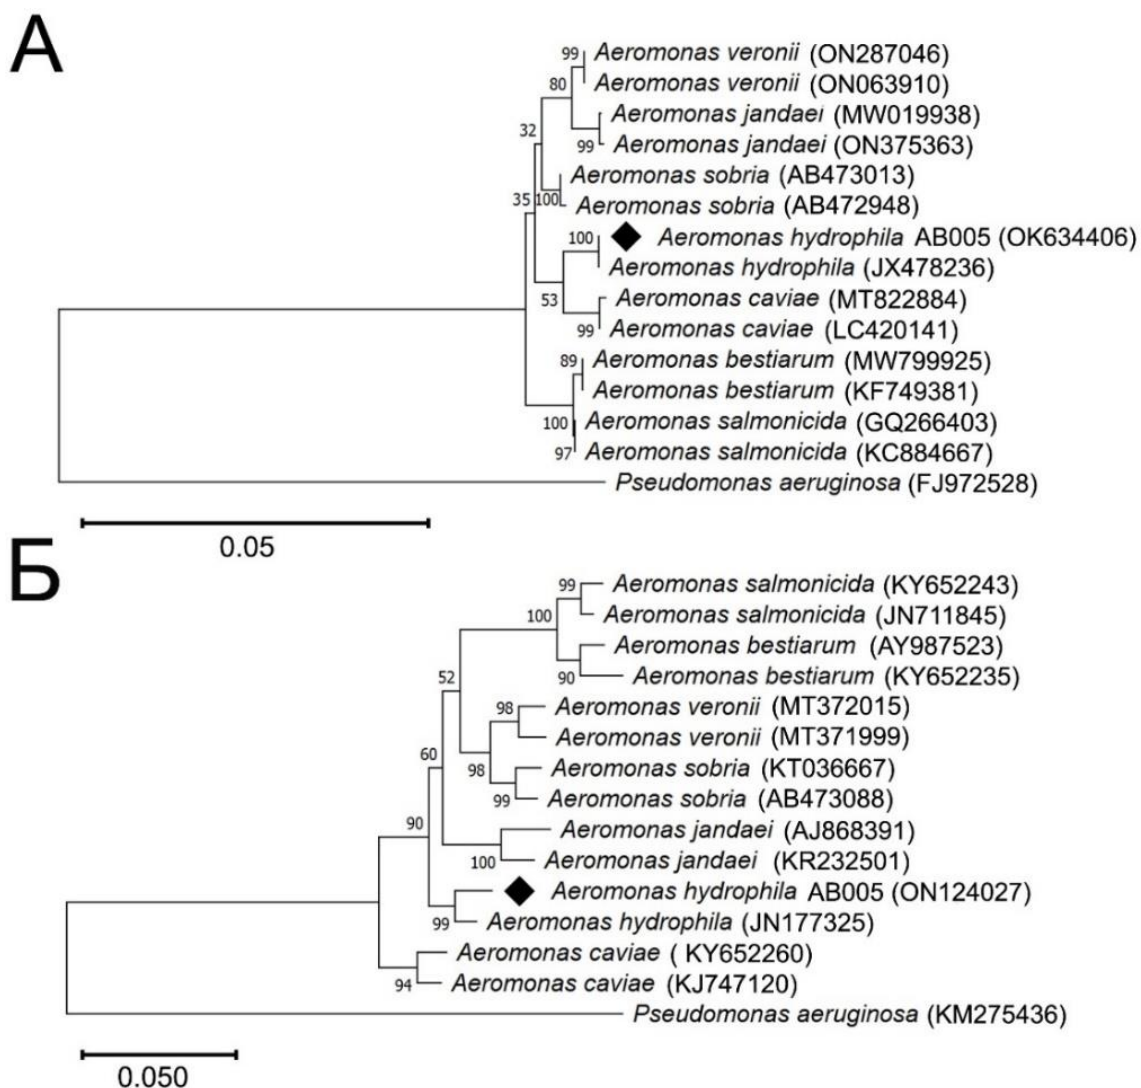 А
99 Aeromonas veronii (ON287046)
Aeromonas veronii (ON063910)
80
Aeromonas jandaei (MW019938)
32
99 Aeromonas jandaei (ON375363)
Aeromonas sobria (AB473013)
35 100 Aeromonas sobria (AB472948)
100 Aeromonas hydrophila AB005 (OK634406)
Aeromonas hydrophila (JX478236)
53 Aeromonas caviae (MT822884)
99 Aeromonas caviae (LC420141)
89 Aeromonas bestiarum (MW799925)
Aeromonas bestiarum (KF749381)
100 Aeromonas salmonicida (GQ266403)
97 Aeromonas salmonicida (KC884667)
Pseudomonas aeruginosa (FJ972528)
0.05
Б
99 Aeromonas salmonicida (KY652243)
100 Aeromonas salmonicida (JN711845)
Aeromonas bestiarum (AY987523)
52 90 Aeromonas bestiarum (KY652235)
98 Aeromonas veronii (MT372015)
Aeromonas veronii (MT371999)
60
98 Aeromonas sobria (KT036667)
99 Aeromonas sobria (AB473088)
90 Aeromonas jandaei (AJ868391)
100 Aeromonas jandaei (KR232501)
Aeromonas hydrophila AB005 (ON124027)
99 Aeromonas hydrophila (JN177325)
Aeromonas caviae ( KY652260)
94 Aeromonas caviae (KJ747120)
Pseudomonas aeruginosa (KM275436)
0.050